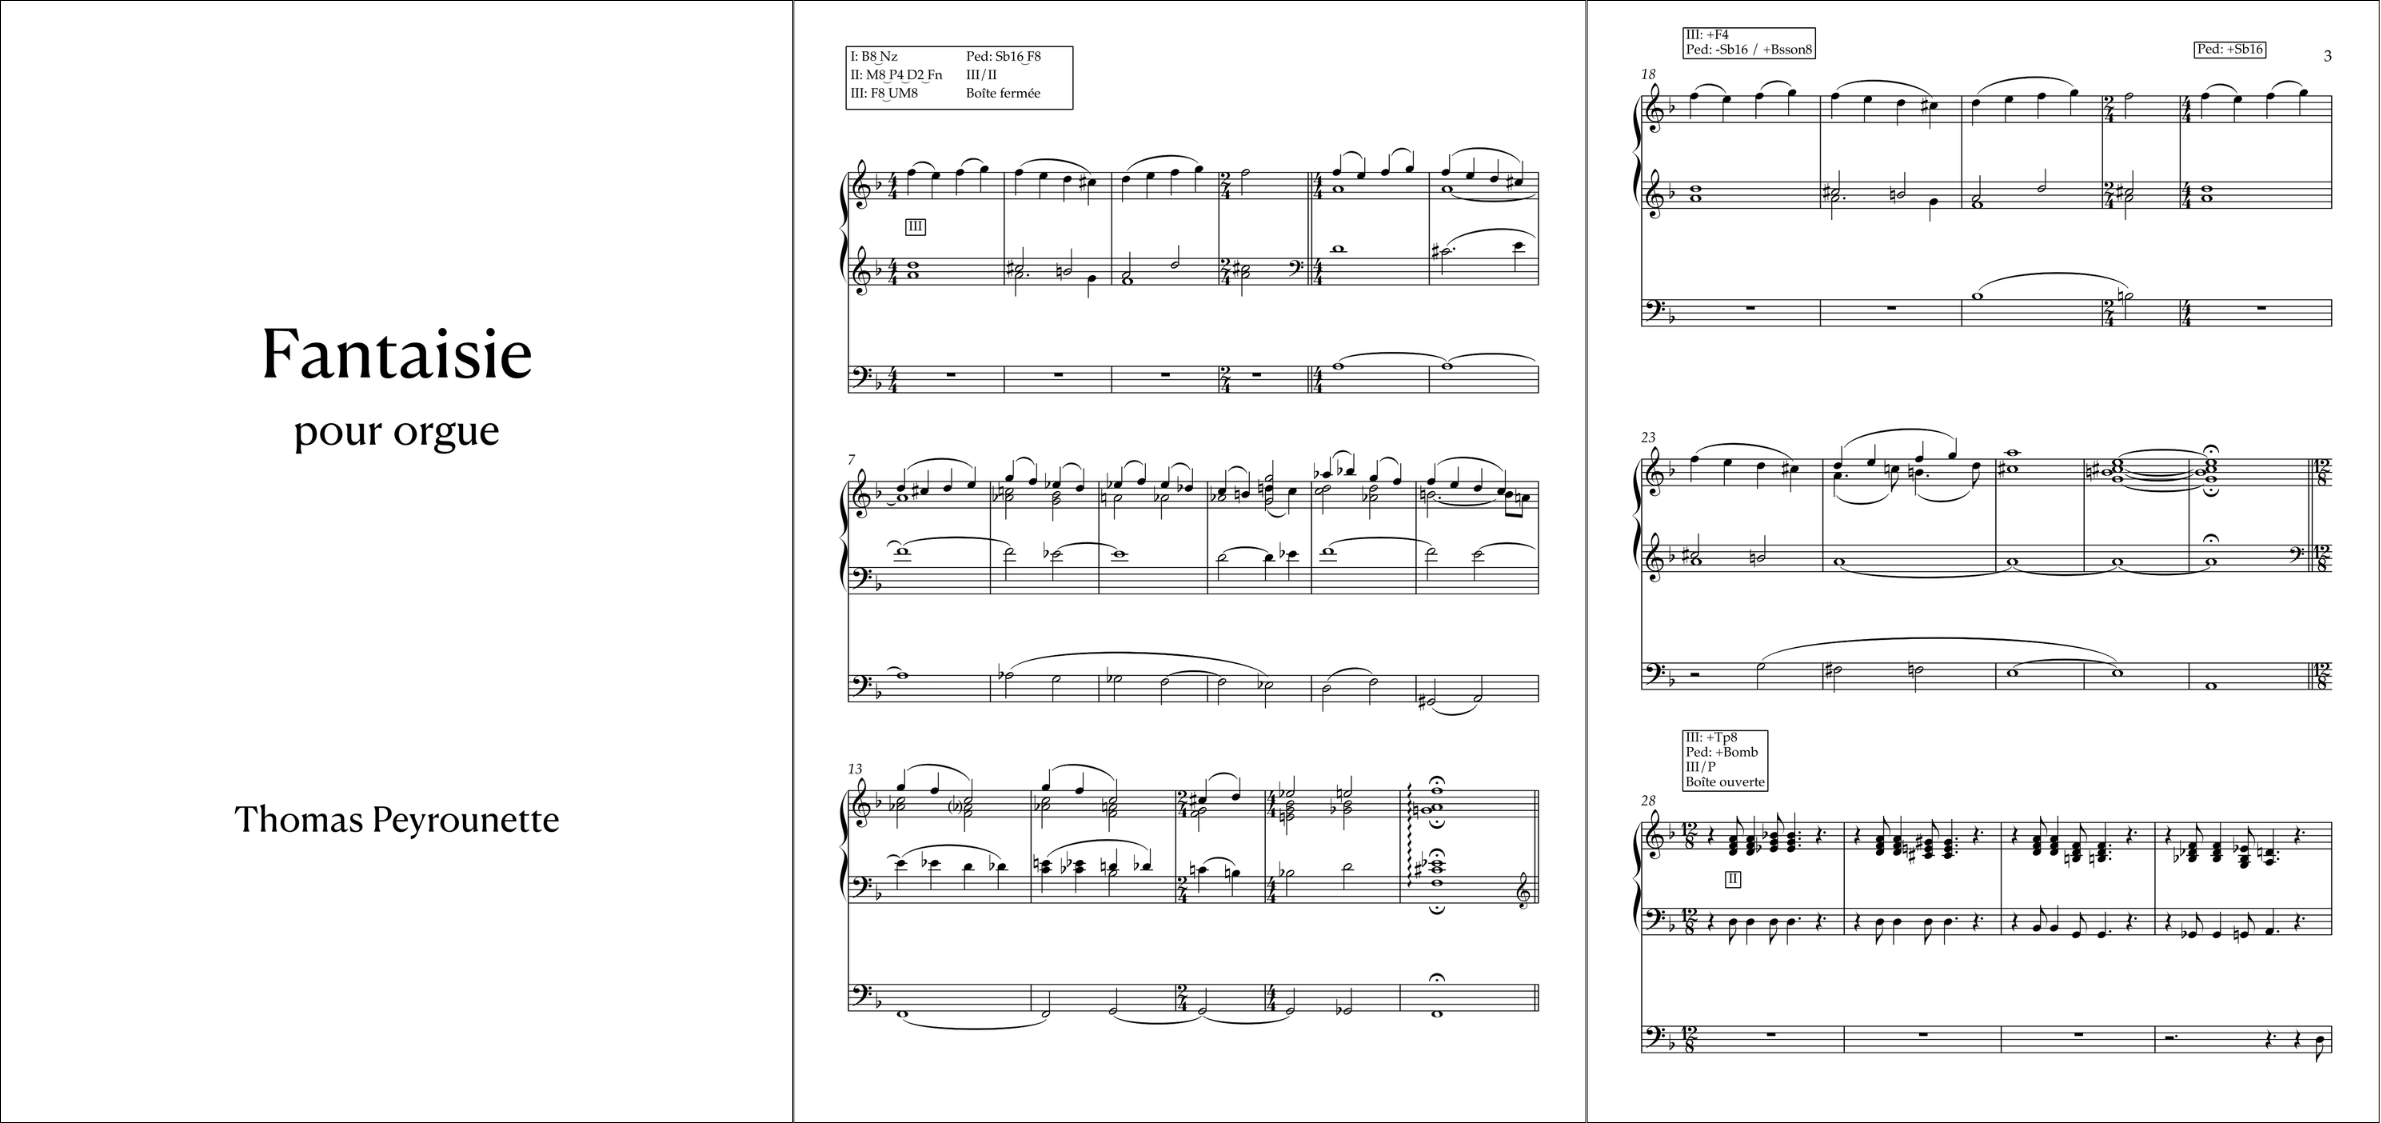 Fantaisie
pour orgue
Thomas Peyrounette
I: B8 Nz
II: M8 P4 D2 Fn
III: F8 UM8
Ped: Sb16 F8
III/II
Boîte fermée
III
7
13
3
III: +F4
Ped: -Sb16 / +Bsson8
Ped: +Sb16
18
23
III: +Tp8
Ped: +Bomb
III/P
Boîte ouverte
28
II